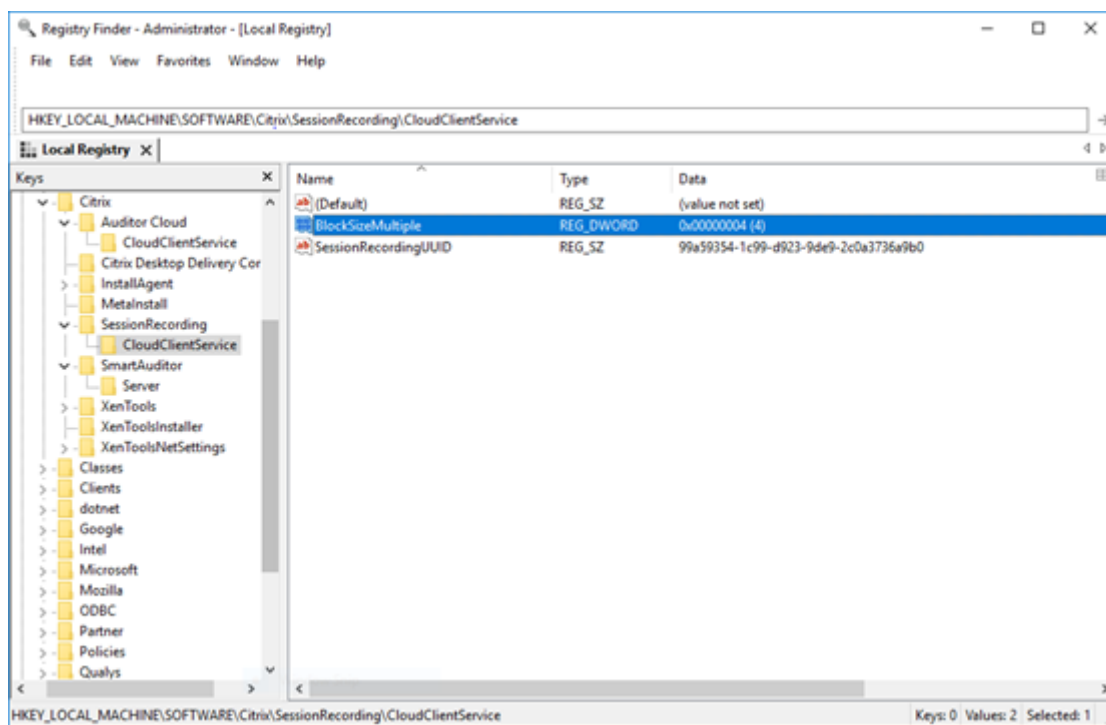 Registry Finder - Administrator - [Local Registry]
File Edit View Favorites Window Help
HKEY_LOCAL_MACHINE\SOFTWARE\Citrix\SessionRecording\CloudClientService
Local Registry X
Keys
Citrix
Auditor Cloud
CloudClientService
Citrix Desktop Delivery Cor
InstallAgent
MetaInstall
SessionRecording
CloudClientService
SmartAuditor
Server
XenTools
XenToolsInstaller
XenToolsNetSettings
Classes
Clients
dotnet
Google
Intel
Microsoft
Mozilla
ODBC
Partner
Policies
Qualys
Name Type Data
ab (Default) REG_SZ (value not set)
BlockSizeMultiple REG_DWORD 0x00000004 (4)
ab SessionRecordingUUID REG_SZ 99a59354-1c99-d923-9de9-2c0a3736a9b0
HKEY_LOCAL_MACHINE\SOFTWARE\Citrix\SessionRecording\CloudClientService Keys: 0 Values: 2 Selected: 1